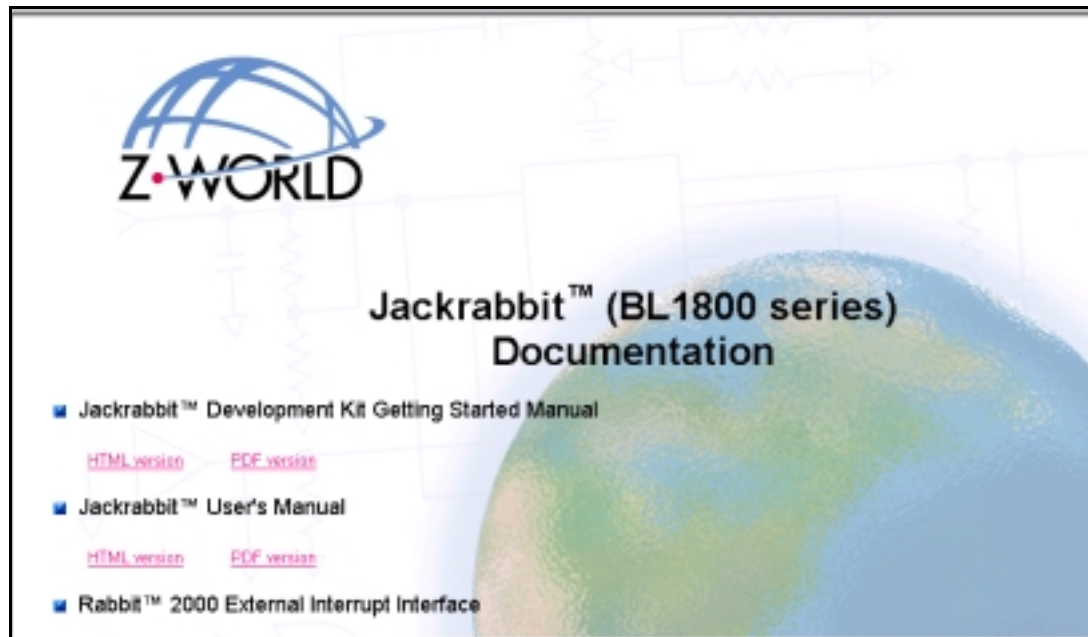 Z•WORLD
Jackrabbit™ (BL1800 series)
Documentation
Jackrabbit™ Development Kit Getting Started Manual
HTML version PDF version
Jackrabbit™ User's Manual
HTML version PDF version
Rabbit™ 2000 External Interrupt Interface